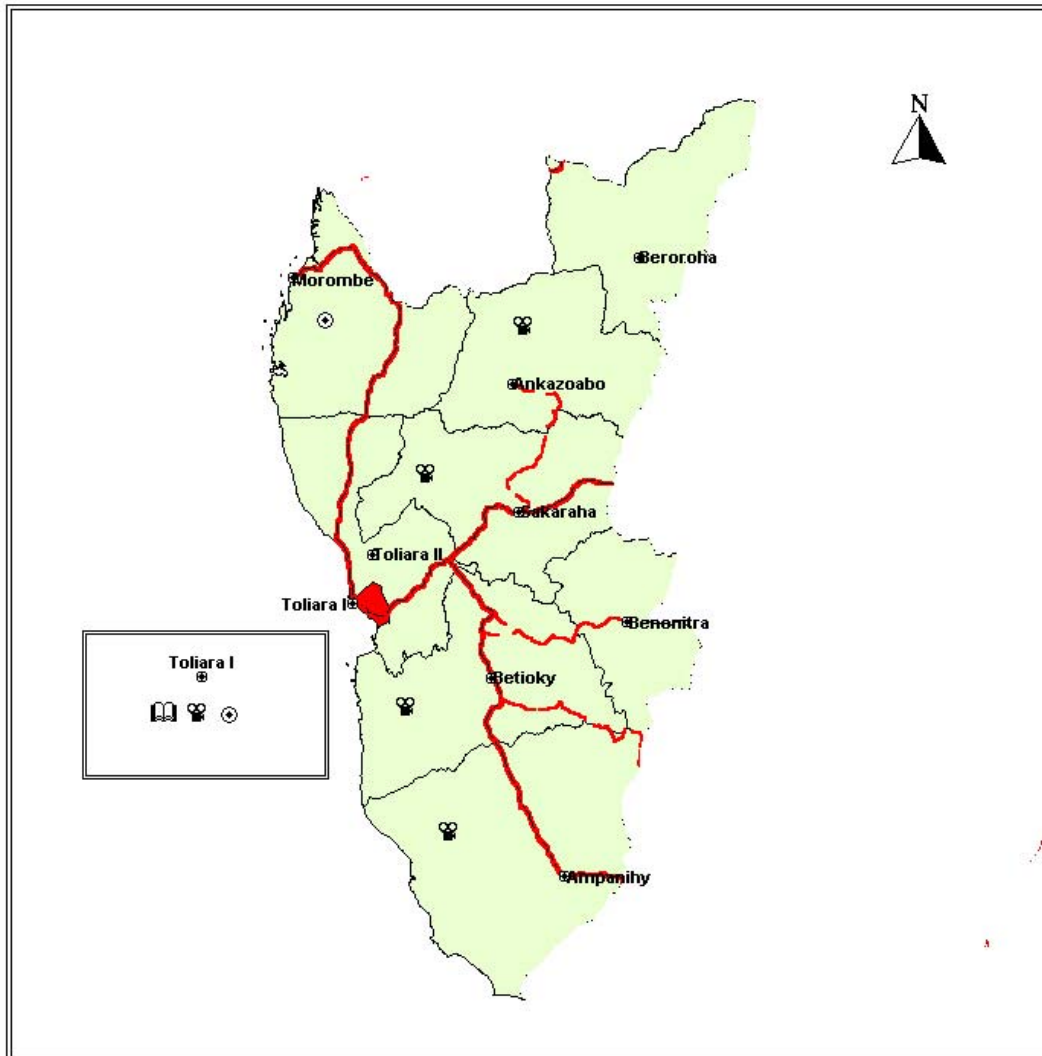 N
Beroroha
Morombe
Ankazoabo
Sakaraha
Toliara II
Toliara I
Benenitra
Toliara I
Betioky
Ampanihy